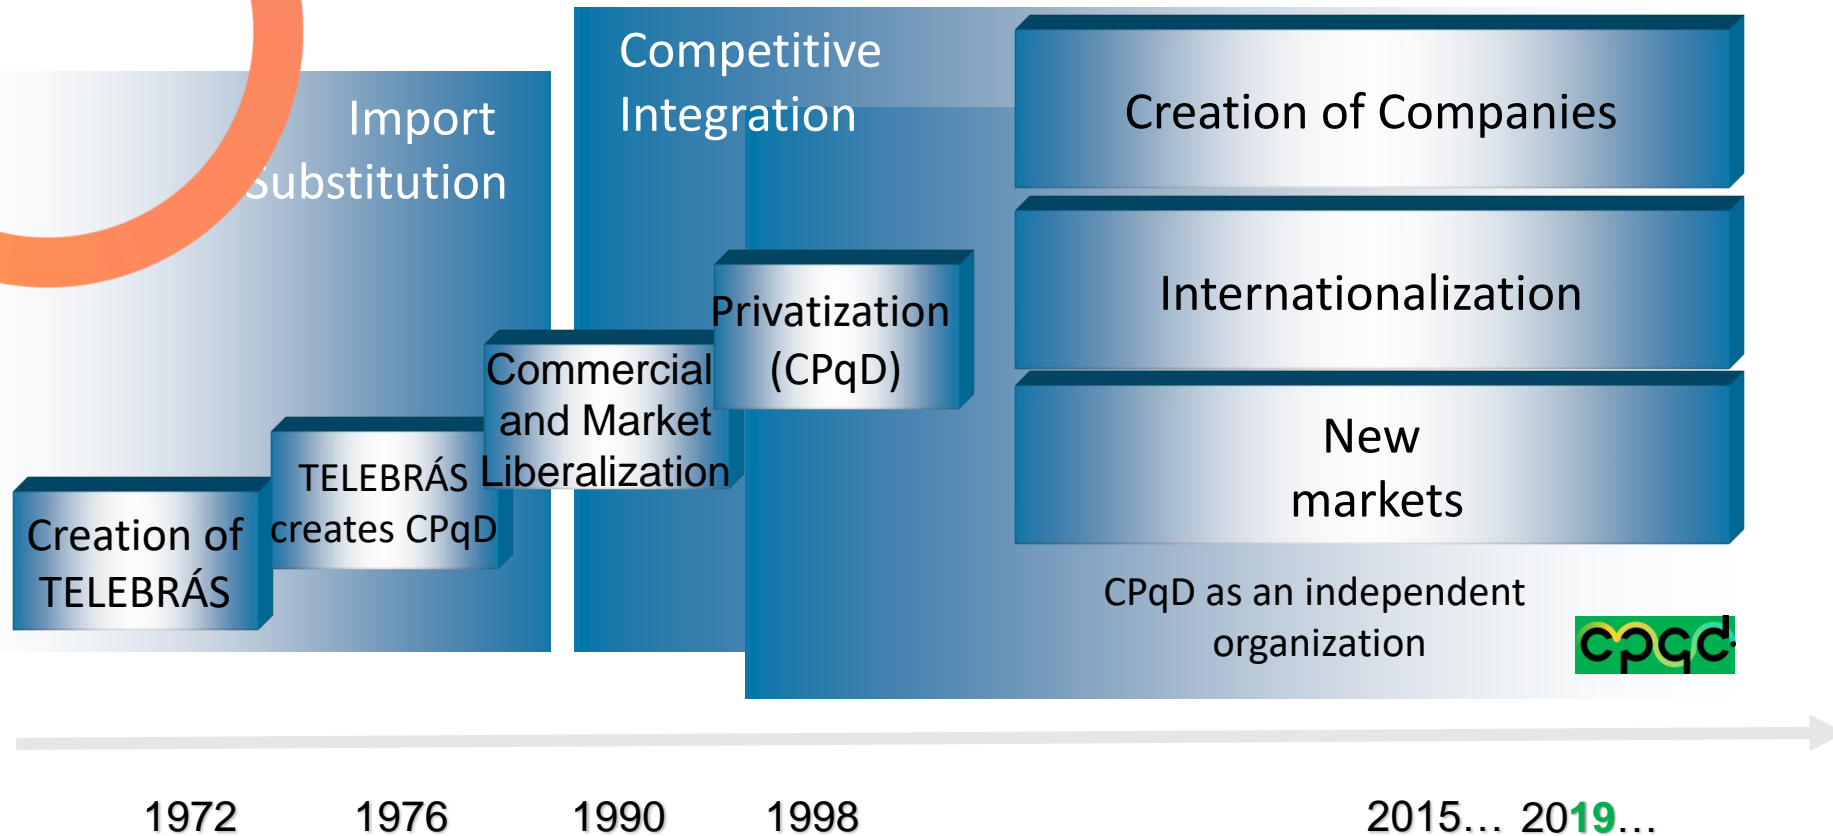 Import
Substitution
Competitive
Integration
Creation of Companies
Internationalization
New
markets
Privatization
(CPqD)
Commercial
and Market
Liberalization
TELEBRÁS
creates CPqD
Creation of
TELEBRÁS
CPqD as an independent
organization
cpqd
1972 1976 1990 1998 2015... 2019...